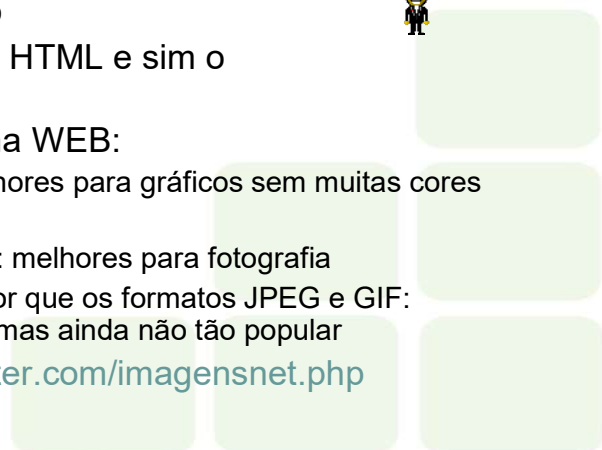 HTML e sim o
a WEB:
ores para gráficos sem muitas cores
: melhores para fotografia
or que os formatos JPEG e GIF:
mas ainda não tão popular
ter.com/imagensnet.php